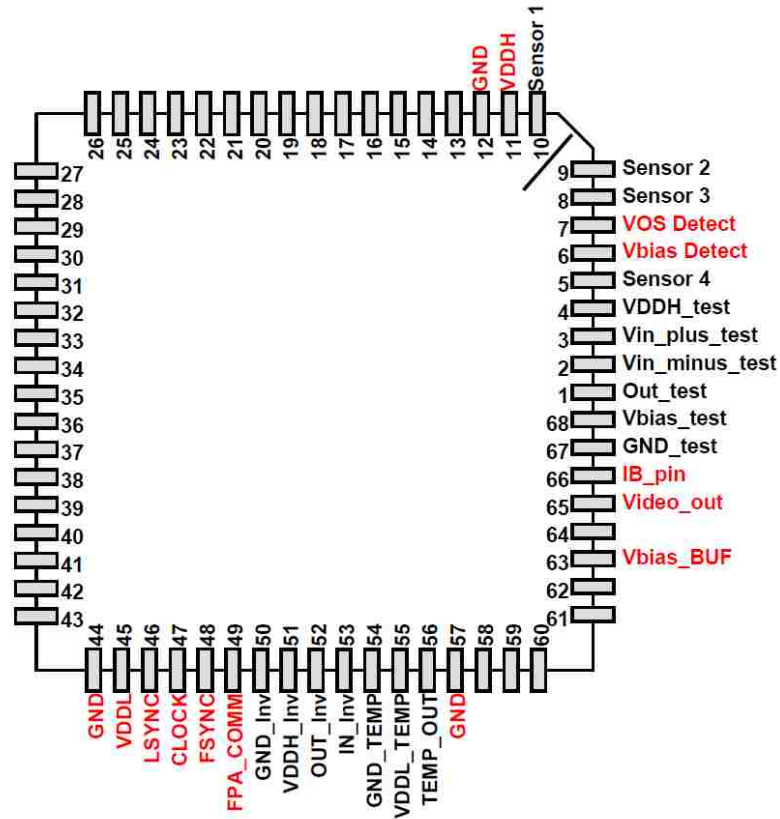 GND
VDDH
Sensor 1
26 25 24 23 22 21 20 19 18 17 16 15 14 13 12 11 10
27
28
29
30
31
32
33
34
35
36
37
38
39
40
41
42
43
9 Sensor 2
8 Sensor 3
7 VOS Detect
6 Vbias Detect
5 Sensor 4
4 VDDH_test
3 Vin_plus_test
2 Vin_minus_test
1 Out_test
68 Vbias_test
67 GND_test
66 IB_pin
65 Video_out
64
63 Vbias_BUF
62
61
44 45 46 47 48 49 50 51 52 53 54 55 56 57 58 59 60
GND
VDDL
LSYNC
CLOCK
FSYNC
FPA_COMM
GND_Inv
VDDH_Inv
OUT_Inv
IN_Inv
GND_TEMP
VDDL_TEMP
TEMP_OUT
GND